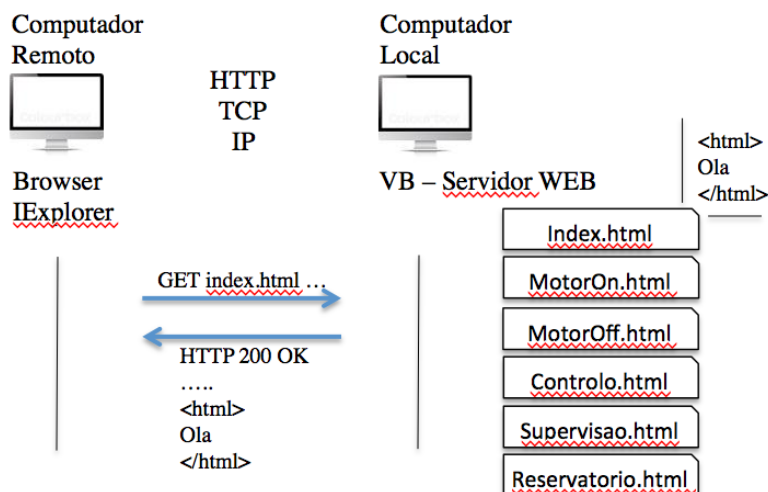 Computador
Remoto
HTTP
TCP
IP
Computador
Local
Browser
IExplorer
VB – Servidor WEB
<html>
Ola
</html>
Index.html
MotorOn.html
MotorOff.html
Controlo.html
Supervisao.html
Reservatorio.html
GET index.html …
HTTP 200 OK
…..
<html>
Ola
</html>